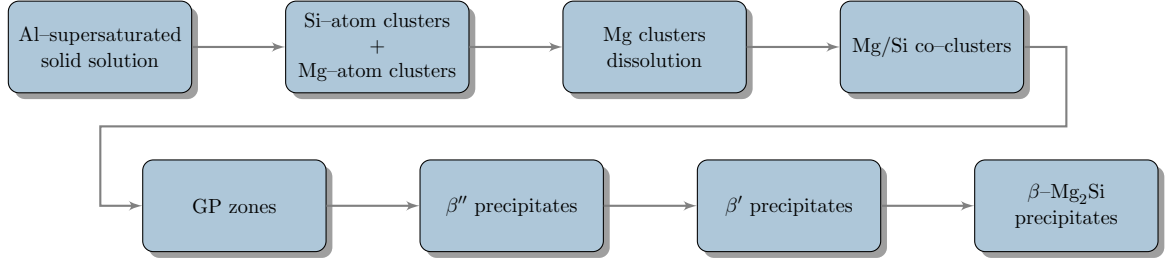 Al–supersaturated
solid solution
Si–atom clusters
+
Mg–atom clusters
Mg clusters
dissolution
Mg/Si co–clusters
GP zones
β″ precipitates
β′ precipitates
β–Mg₂Si
precipitates